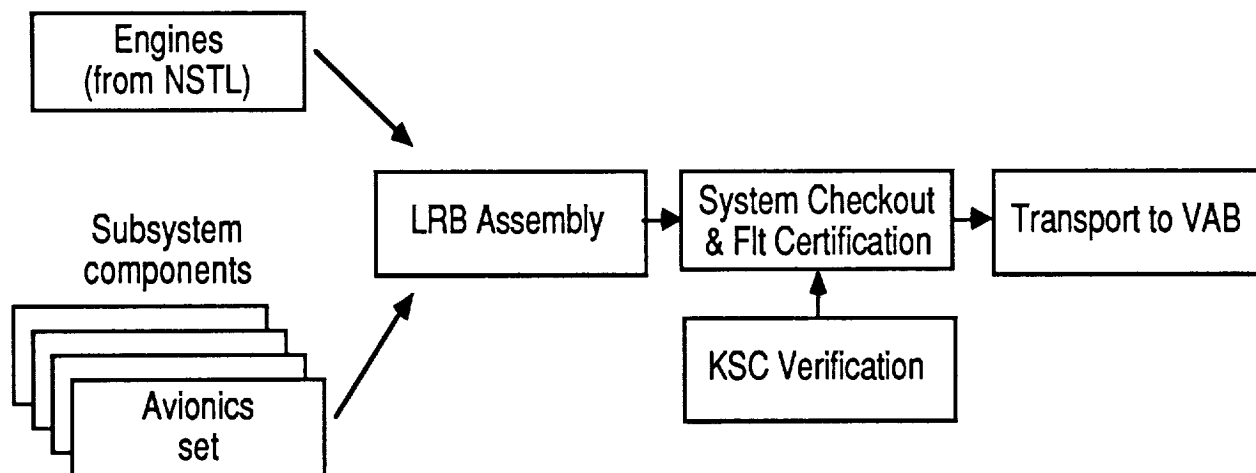 Engines
(from NSTL)
LRB Assembly
System Checkout
& Flt Certification
Transport to VAB
Subsystem
components
KSC Verification
Avionics
set